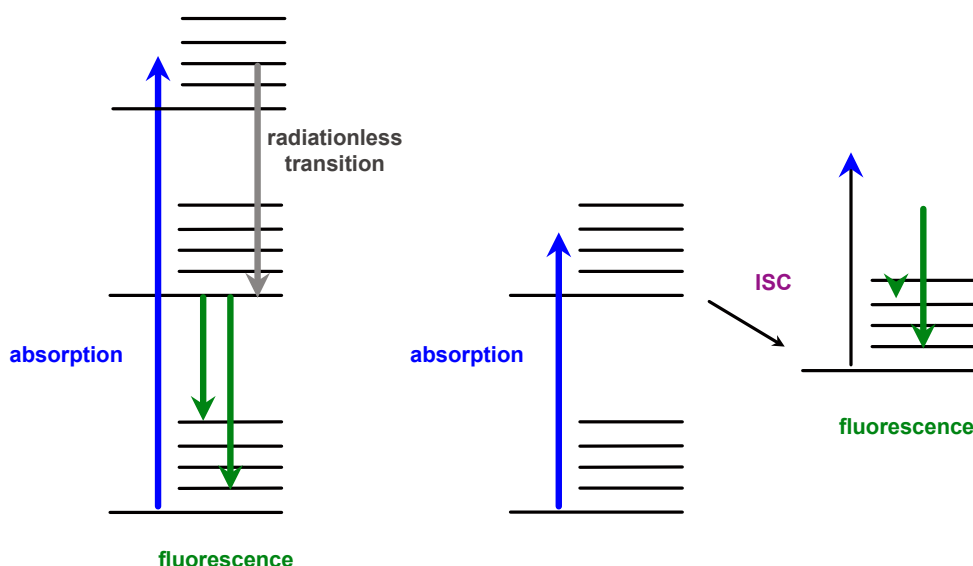 radiationless
transition
absorption
fluorescence
absorption
ISC
fluorescence